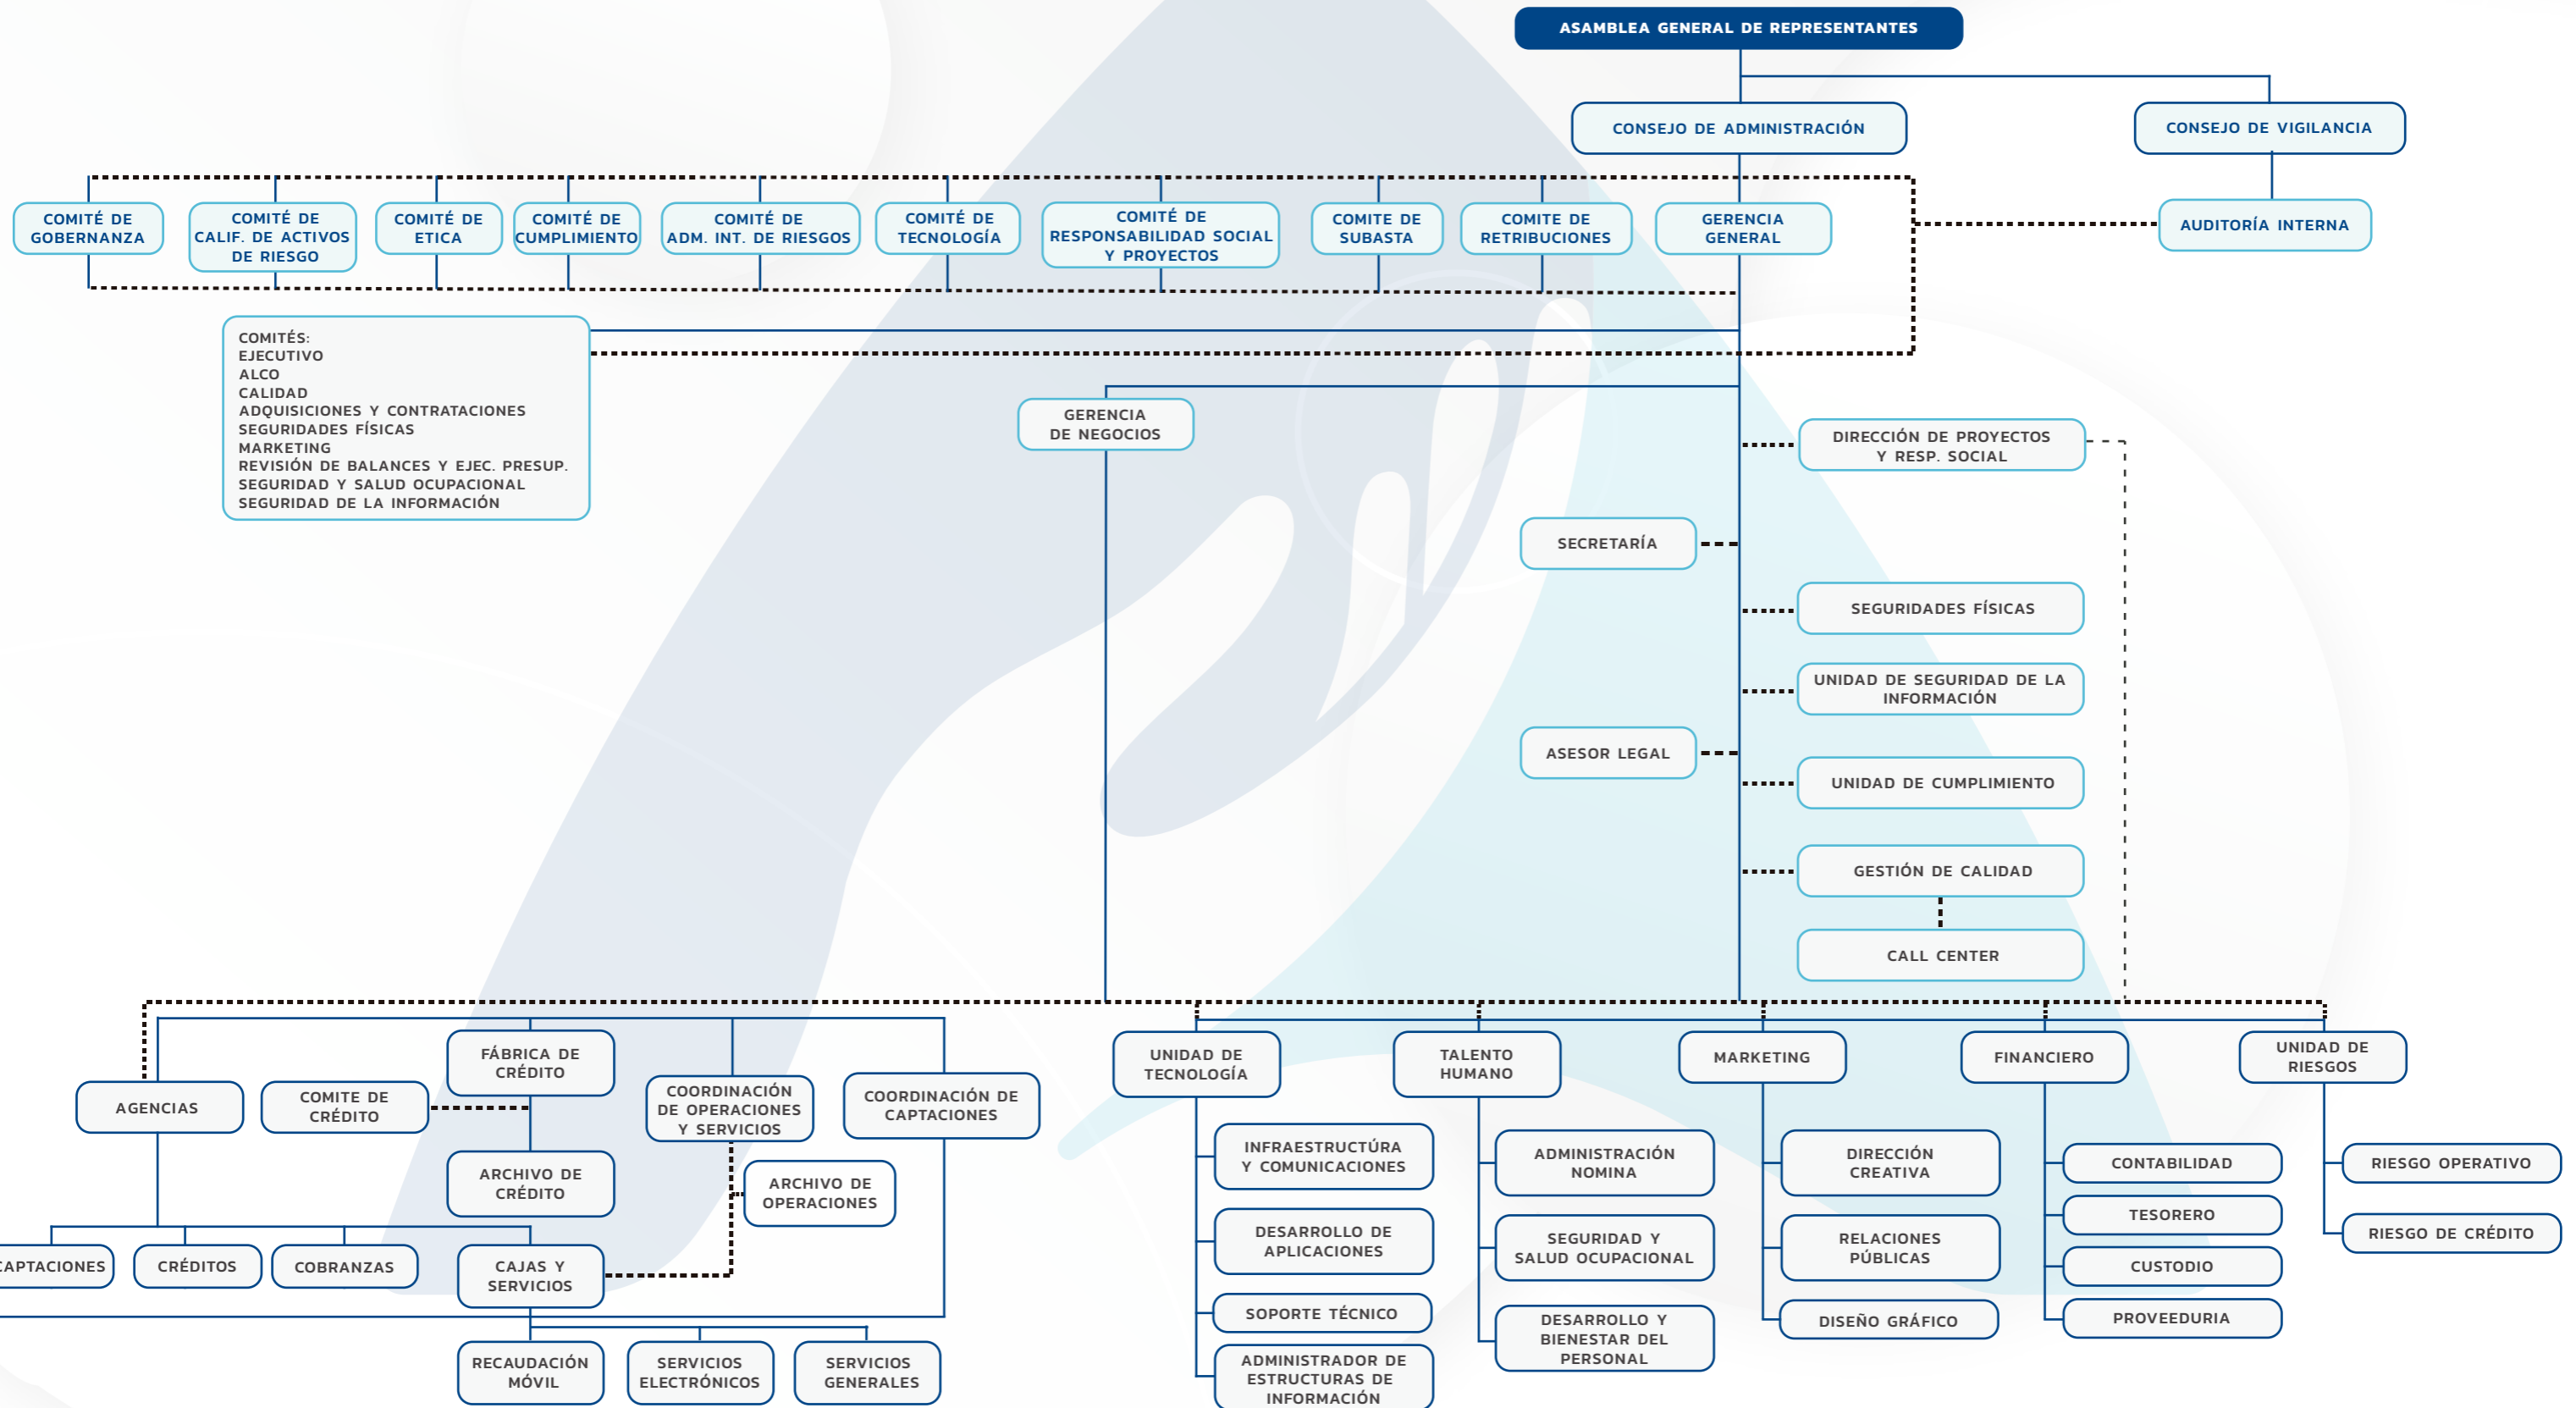 ASAMBLEA GENERAL DE REPRESENTANTES
CONSEJO DE ADMINISTRACIÓN
CONSEJO DE VIGILANCIA
COMITÉ DE
GOBERNANZA
COMITÉ DE
CALIF. DE ACTIVOS
DE RIESGO
COMITÉ DE
ETICA
COMITÉ DE
CUMPLIMIENTO
COMITÉ DE
ADM. INT. DE RIESGOS
COMITÉ DE
TECNOLOGÍA
COMITÉ DE
RESPONSABILIDAD SOCIAL
Y PROYECTOS
COMITE DE
SUBASTA
COMITE DE
RETRIBUCIONES
GERENCIA
GENERAL
AUDITORÍA INTERNA
COMITÉS:
EJECUTIVO
ALCO
CALIDAD
ADQUISICIONES Y CONTRATACIONES
SEGURIDADES FÍSICAS
MARKETING
REVISIÓN DE BALANCES Y EJEC. PRESUP.
SEGURIDAD Y SALUD OCUPACIONAL
SEGURIDAD DE LA INFORMACIÓN
GERENCIA
DE NEGOCIOS
DIRECCIÓN DE PROYECTOS
Y RESP. SOCIAL
SECRETARÍA
SEGURIDADES FÍSICAS
UNIDAD DE SEGURIDAD DE LA
INFORMACIÓN
ASESOR LEGAL
UNIDAD DE CUMPLIMIENTO
GESTIÓN DE CALIDAD
CALL CENTER
AGENCIAS
COMITE DE
CRÉDITO
FÁBRICA DE
CRÉDITO
COORDINACIÓN
DE OPERACIONES
Y SERVICIOS
COORDINACIÓN DE
CAPTACIONES
ARCHIVO DE
CRÉDITO
ARCHIVO DE
OPERACIONES
CAPTACIONES
CRÉDITOS
COBRANZAS
CAJAS Y
SERVICIOS
RECAUDACIÓN
MÓVIL
SERVICIOS
ELECTRÓNICOS
SERVICIOS
GENERALES
UNIDAD DE
TECNOLOGÍA
INFRAESTRUCTÚRA
Y COMUNICACIONES
DESARROLLO DE
APLICACIONES
SOPORTE TÉCNICO
ADMINISTRADOR DE
ESTRUCTURAS DE
INFORMACIÓN
TALENTO
HUMANO
ADMINISTRACIÓN
NOMINA
SEGURIDAD Y
SALUD OCUPACIONAL
DESARROLLO Y
BIENESTAR DEL
PERSONAL
MARKETING
DIRECCIÓN
CREATIVA
RELACIONES
PÚBLICAS
DISEÑO GRÁFICO
FINANCIERO
CONTABILIDAD
TESORERO
CUSTODIO
PROVEEDURIA
UNIDAD DE
RIESGOS
RIESGO OPERATIVO
RIESGO DE CRÉDITO